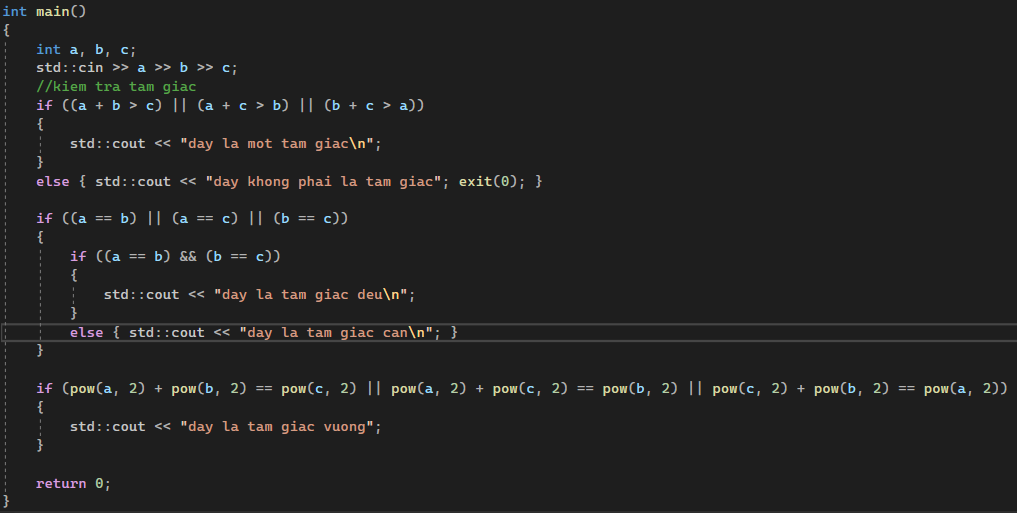 int main()
{
    int a, b, c;
    std::cin >> a >> b >> c;
    //kiem tra tam giac
    if ((a + b > c) || (a + c > b) || (b + c > a))
    {
        std::cout << "day la mot tam giac\n";
    }
    else { std::cout << "day khong phai la tam giac"; exit(0); }

    if ((a == b) || (a == c) || (b == c))
    {
        if ((a == b) && (b == c))
        {
            std::cout << "day la tam giac deu\n";
        }
        else { std::cout << "day la tam giac can\n"; }
    }

    if (pow(a, 2) + pow(b, 2) == pow(c, 2) || pow(a, 2) + pow(c, 2) == pow(b, 2) || pow(c, 2) + pow(b, 2) == pow(a, 2))
    {
        std::cout << "day la tam giac vuong";
    }

    return 0;
}